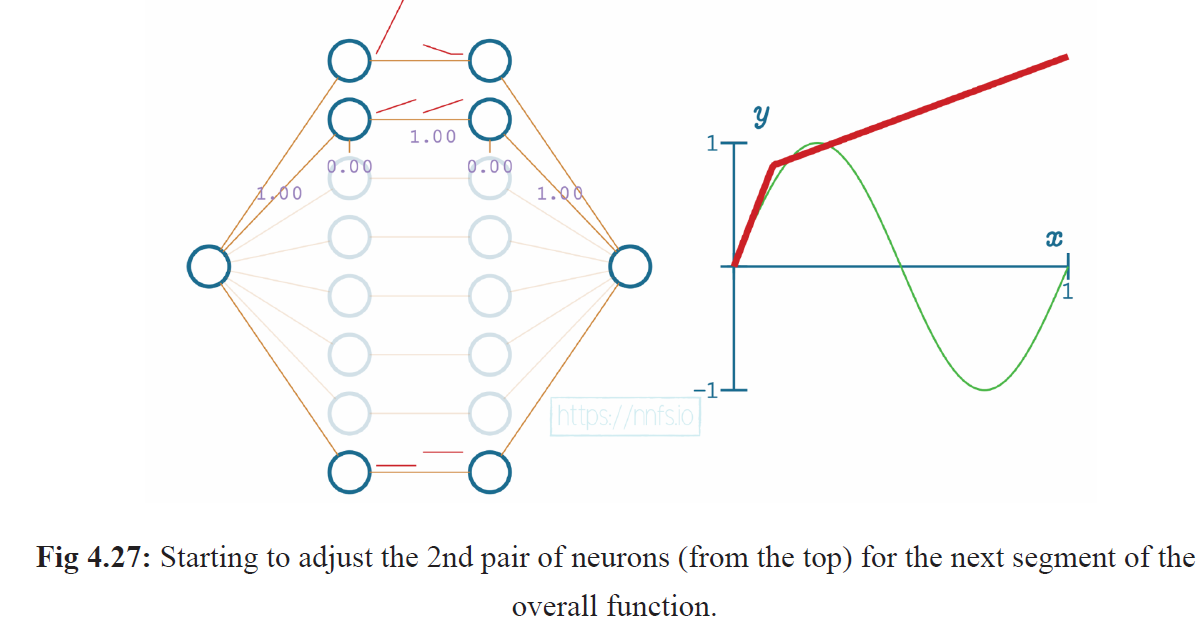 y
1
1.00
0.00
0.00
1.00
1.00
x
1
−1
https://nnfs.io
Fig 4.27: Starting to adjust the 2nd pair of neurons (from the top) for the next segment of the
overall function.